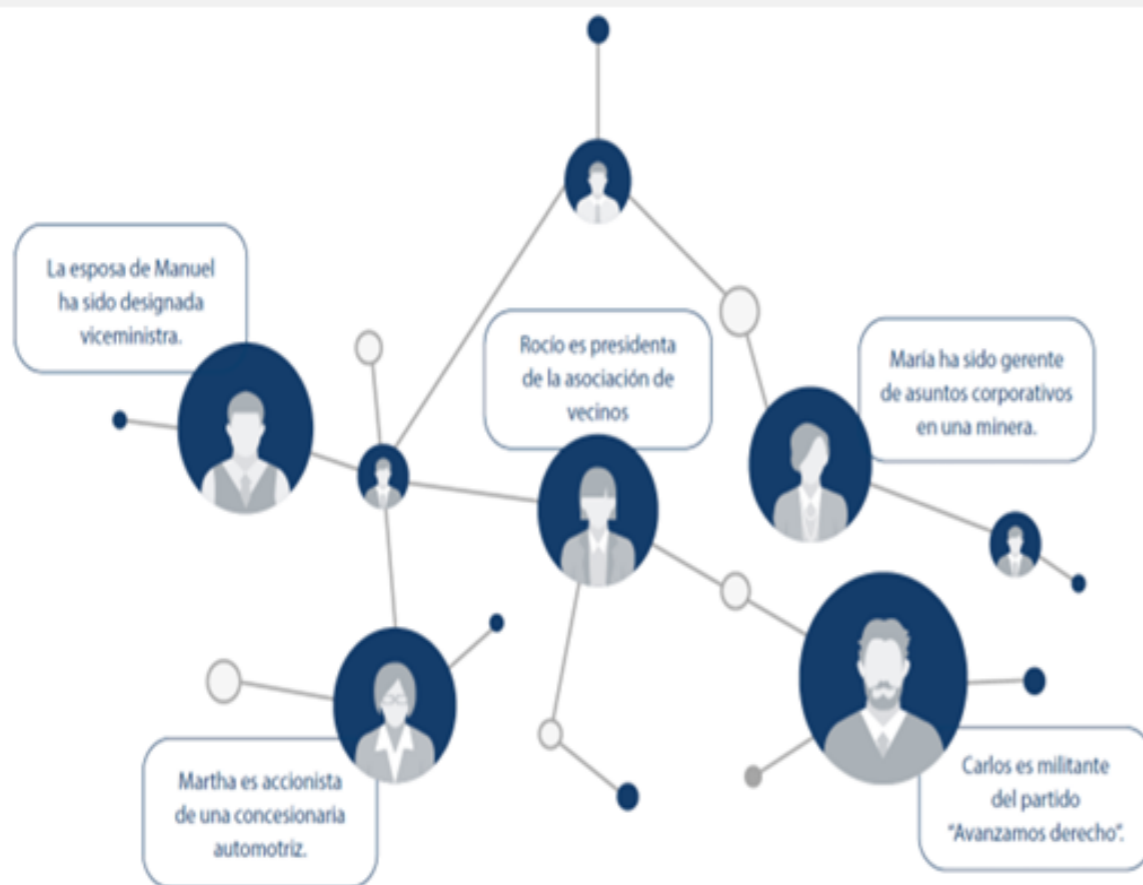 La esposa de Manuel
ha sido designada
viceministra.
Rocío es presidenta
de la asociación de
vecinos
María ha sido gerente
de asuntos corporativos
en una minera.
Martha es accionista
de una concesionaria
automotriz.
Carlos es militante
del partido
"Avanzamos derecho".